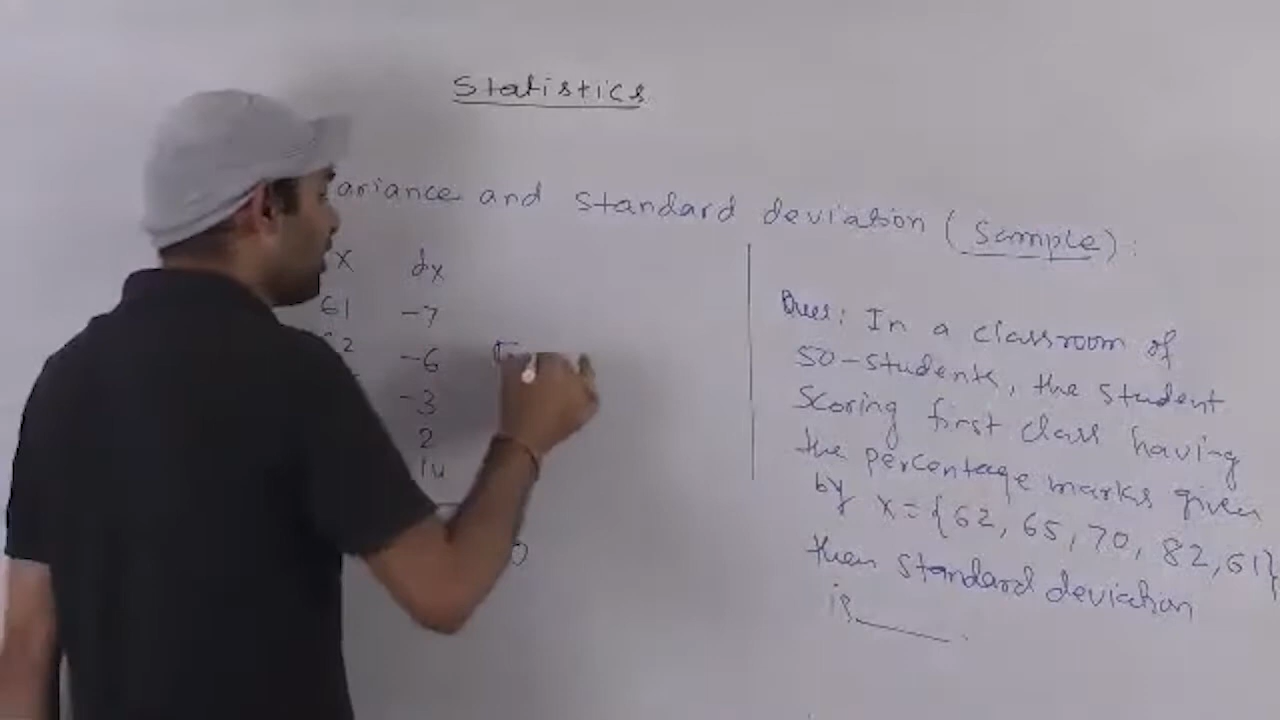 Statistics
ariance and standard deviation (Sample):
x dx
61 -7
2 -6
-3
2
14
0
Ques: In a classroom of
50-students, the student
scoring first class having
the percentage marks given
by x={62, 65, 70, 82, 61}
then standard deviation
is